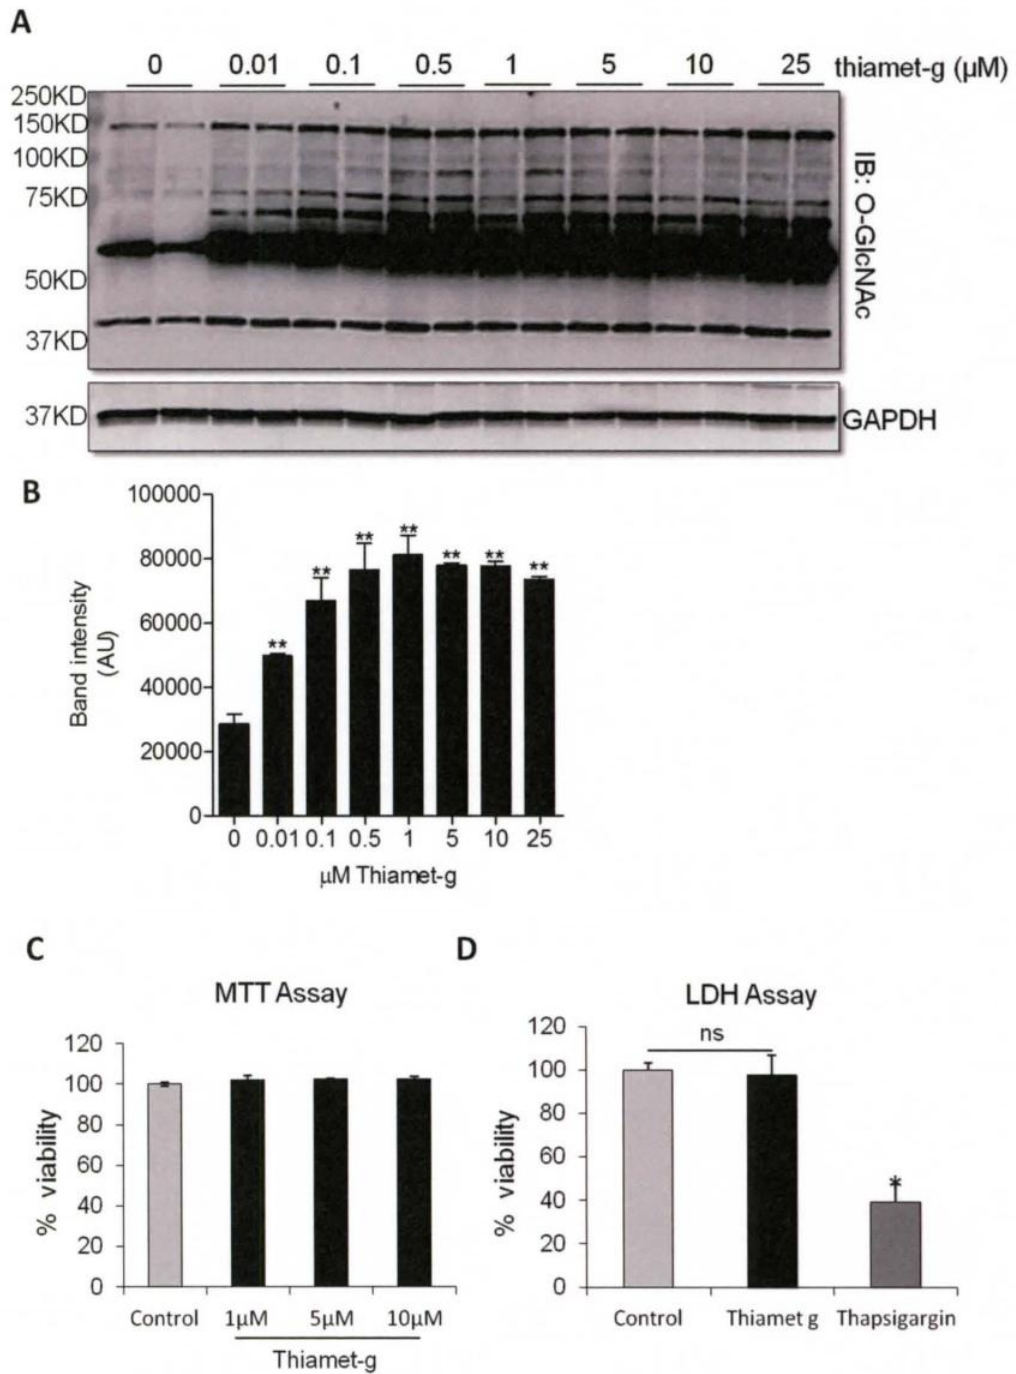 A
0 0.01 0.1 0.5 1 5 10 25 thiamet-g (µM)
250KD
150KD
100KD
75KD
50KD
37KD
IB: O-GlcNAc
37KD
GAPDH
B
100000
80000
60000
40000
20000
0
Band intensity
(AU)
** ** ** ** ** ** **
0 0.01 0.1 0.5 1 5 10 25
µM Thiamet-g
C
MTT Assay
120
100
80
60
40
20
0
% viability
Control 1µM 5µM 10µM
Thiamet-g
D
LDH Assay
120
100
80
60
40
20
0
% viability
ns
*
Control Thiamet g Thapsigargin